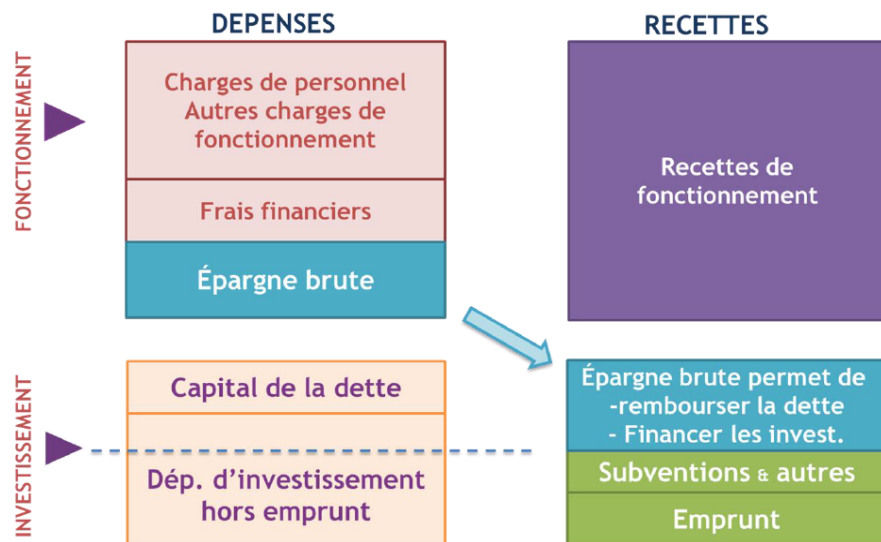 DEPENSES
RECETTES
FONCTIONNEMENT
Charges de personnel
Autres charges de
fonctionnement
Frais financiers
Épargne brute
Recettes de
fonctionnement
INVESTISSEMENT
Capital de la dette
Dép. d'investissement
hors emprunt
Épargne brute permet de
-rembourser la dette
- Financer les invest.
Subventions & autres
Emprunt